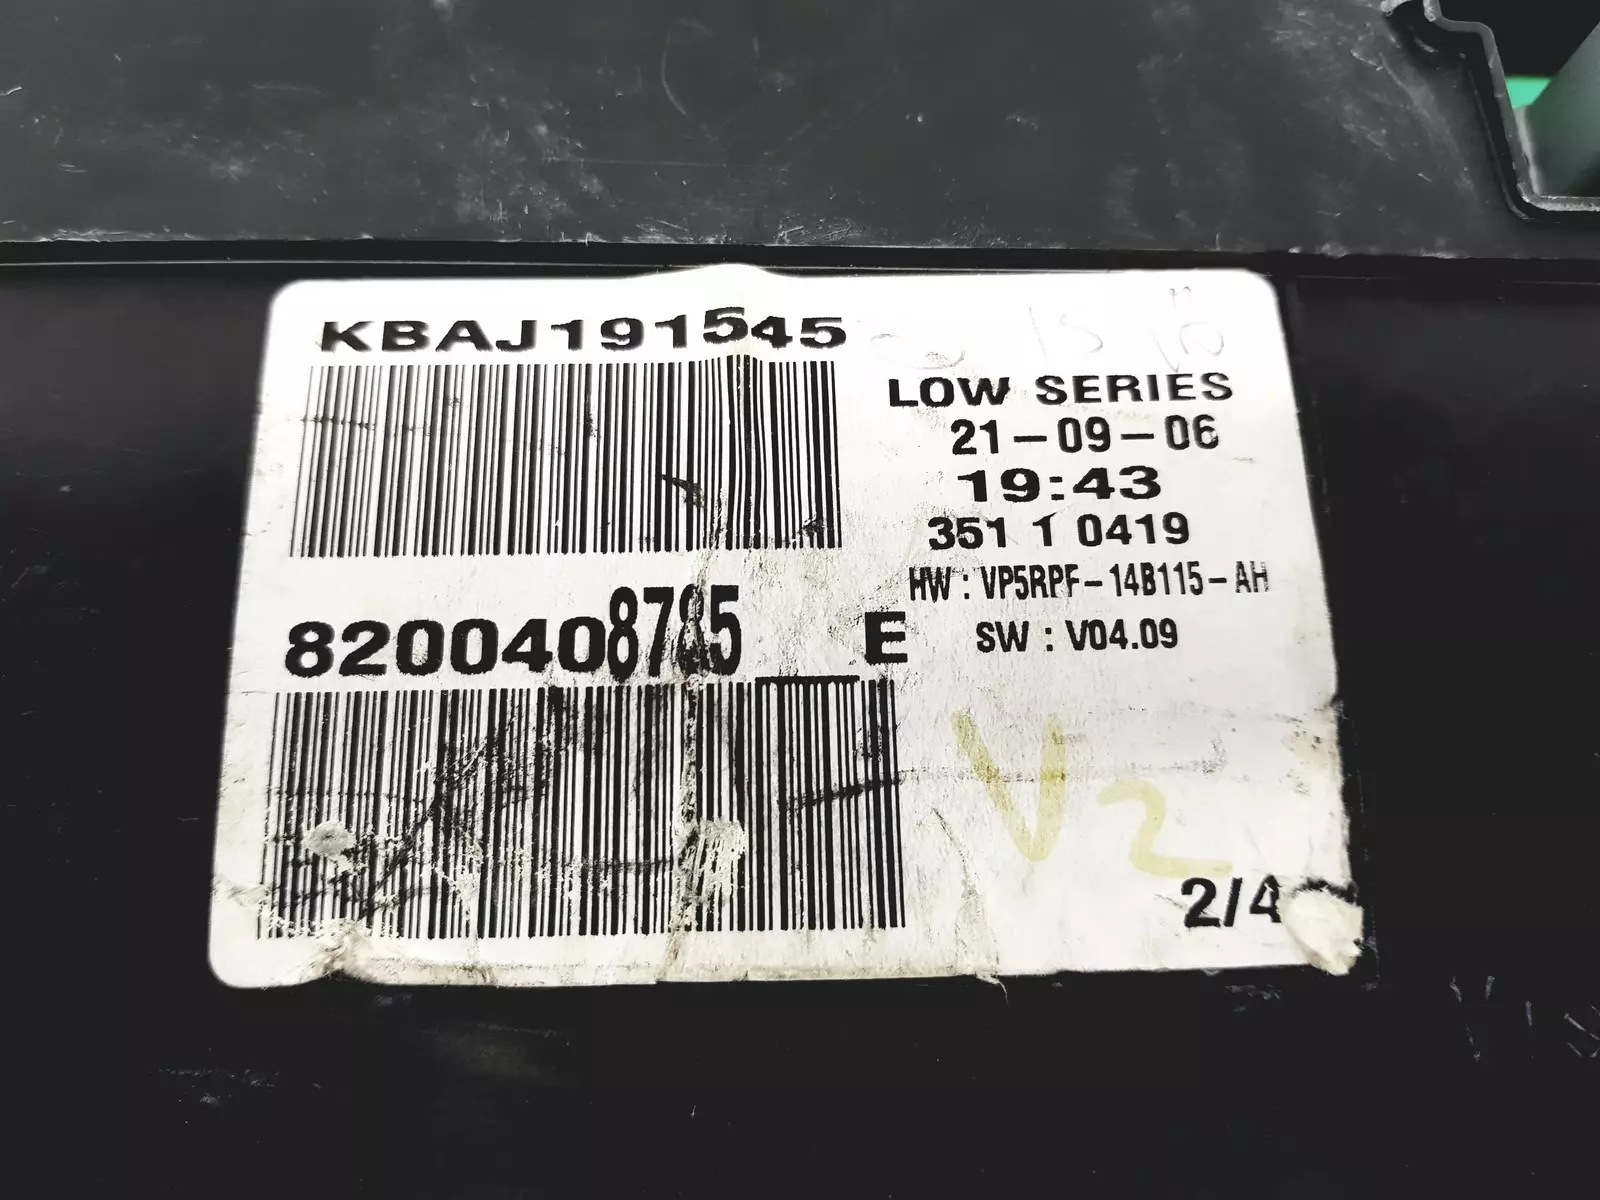 KBAJ191545
LOW SERIES
21-09-06
19:43
351 1 0419
HW : VP5RPF-14B115-AH
SW : V04.09
8200408785 E
V2
2/4